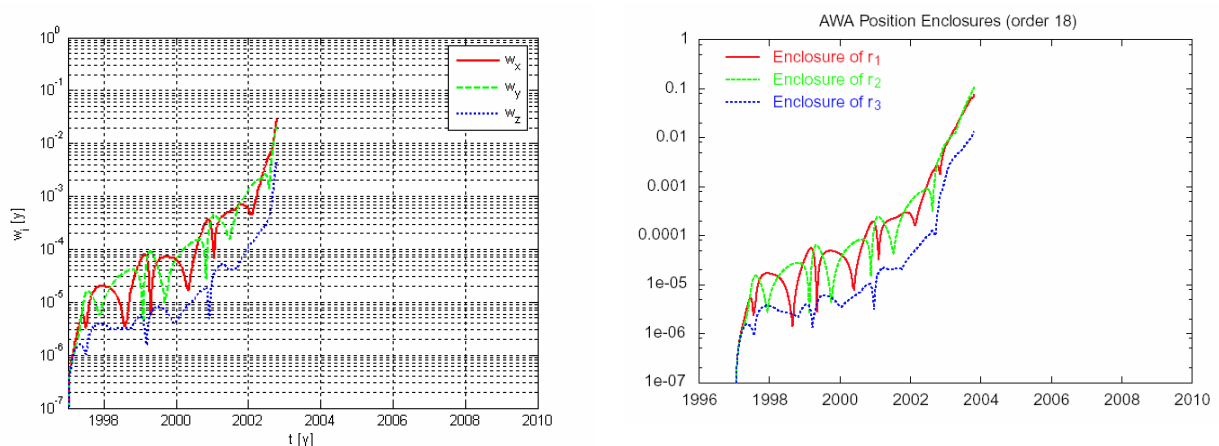 10^0
10^-1
10^-2
10^-3
10^-4
10^-5
10^-6
10^-7
w_i [y]
1998 2000 2002 2004 2006 2008 2010
t [y]
w_x
w_y
w_z
AWA Position Enclosures (order 18)
1
0.1
0.01
0.001
0.0001
1e-05
1e-06
1e-07
1996 1998 2000 2002 2004 2006 2008 2010
Enclosure of r_1
Enclosure of r_2
Enclosure of r_3